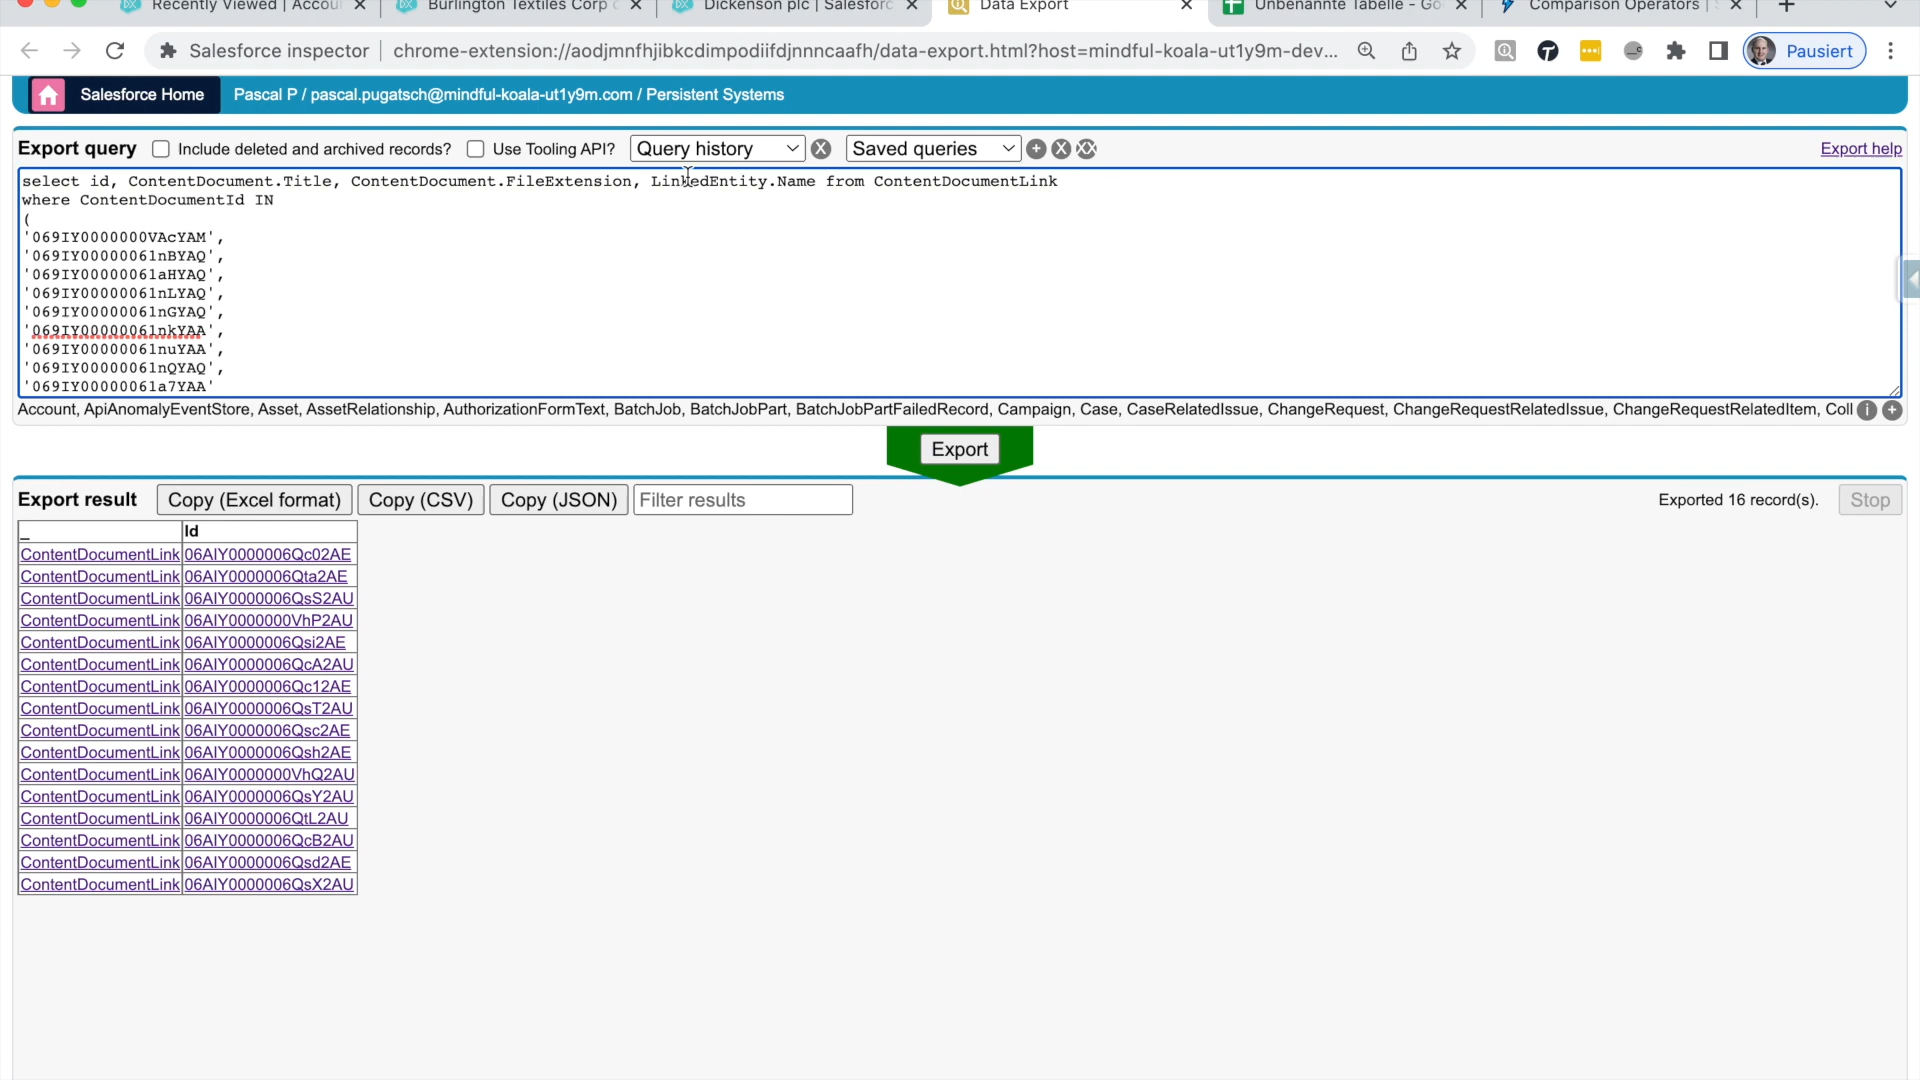 Recently Viewed | Accou
Burlington Textiles Corp
Dickenson plc | Salesforc
Data Export
Unbenannte Tabelle - Go
Comparison Operators |
Salesforce inspector
chrome-extension://aodjmnfhjibkcdimpodiifdjnnncaafh/data-export.html?host=mindful-koala-ut1y9m-dev...
Pausiert
Salesforce Home
Pascal P / pascal.pugatsch@mindful-koala-ut1y9m.com / Persistent Systems
Export query
Include deleted and archived records?
Use Tooling API?
Query history
X
Saved queries
+
X
XX
Export help
select id, ContentDocument.Title, ContentDocument.FileExtension, LinkedEntity.Name from ContentDocumentLink
where ContentDocumentId IN
(
'069IY0000000VAcYAM',
'069IY00000061nBYAQ',
'069IY00000061aHYAQ',
'069IY00000061nLYAQ',
'069IY00000061nGYAQ',
'069IY00000061nkYAA',
'069IY00000061nuYAA',
'069IY00000061nQYAQ',
'069IY00000061a7YAA'
Account, ApiAnomalyEventStore, Asset, AssetRelationship, AuthorizationFormText, BatchJob, BatchJobPart, BatchJobPartFailedRecord, Campaign, Case, CaseRelatedIssue, ChangeRequest, ChangeRequestRelatedIssue, ChangeRequestRelatedItem, Coll
i
+
Export
Export result
Copy (Excel format)
Copy (CSV)
Copy (JSON)
Filter results
Exported 16 record(s).
Stop
_ Id
ContentDocumentLink 06AIY0000006Qc02AE
ContentDocumentLink 06AIY0000006Qta2AE
ContentDocumentLink 06AIY0000006QsS2AU
ContentDocumentLink 06AIY0000000VhP2AU
ContentDocumentLink 06AIY0000006Qsi2AE
ContentDocumentLink 06AIY0000006QcA2AU
ContentDocumentLink 06AIY0000006Qc12AE
ContentDocumentLink 06AIY0000006QsT2AU
ContentDocumentLink 06AIY0000006Qsc2AE
ContentDocumentLink 06AIY0000006Qsh2AE
ContentDocumentLink 06AIY0000000VhQ2AU
ContentDocumentLink 06AIY0000006QsY2AU
ContentDocumentLink 06AIY0000006QtL2AU
ContentDocumentLink 06AIY0000006QcB2AU
ContentDocumentLink 06AIY0000006Qsd2AE
ContentDocumentLink 06AIY0000006QsX2AU